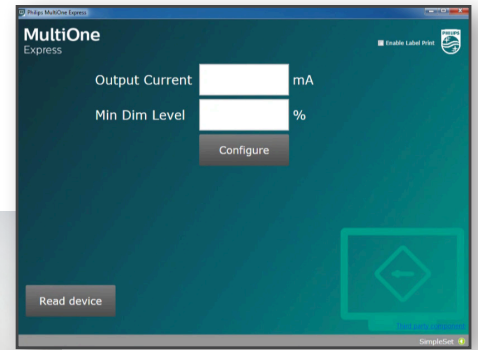 Philips MultiOne Express
MultiOne
Express
Enable Label Print
PHILIPS
Output Current mA
Min Dim Level %
Configure
Read device
SimpleSet